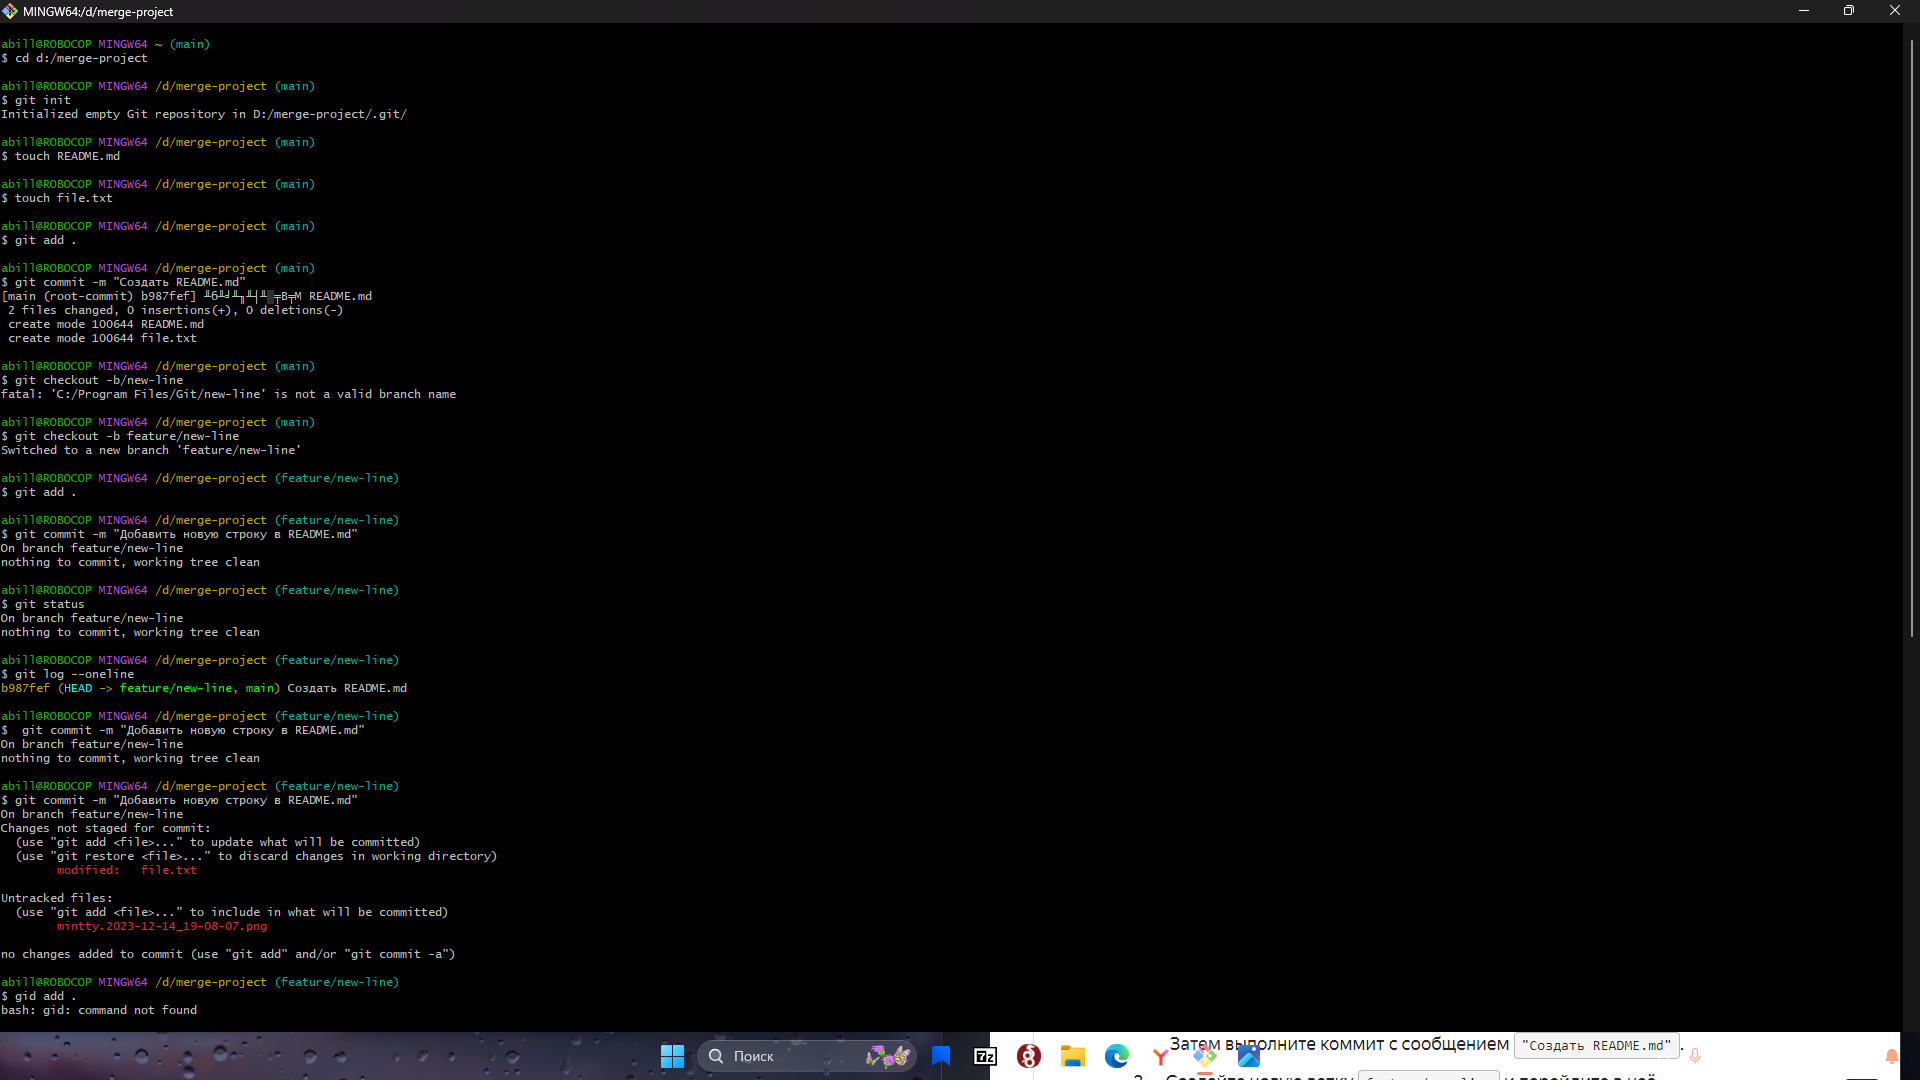 MINGW64:/d/merge-project
abill@ROBOCOP MINGW64 ~ (main)
$ cd d:/merge-project
abill@ROBOCOP MINGW64 /d/merge-project (main)
$ git init
Initialized empty Git repository in D:/merge-project/.git/
abill@ROBOCOP MINGW64 /d/merge-project (main)
$ touch README.md
abill@ROBOCOP MINGW64 /d/merge-project (main)
$ touch file.txt
abill@ROBOCOP MINGW64 /d/merge-project (main)
$ git add .
abill@ROBOCOP MINGW64 /d/merge-project (main)
$ git commit -m "Создать README.md"
[main (root-commit) b987fef] README.md
 2 files changed, 0 insertions(+), 0 deletions(-)
 create mode 100644 README.md
 create mode 100644 file.txt
abill@ROBOCOP MINGW64 /d/merge-project (main)
$ git checkout -b/new-line
fatal: 'C:/Program Files/Git/new-line' is not a valid branch name
abill@ROBOCOP MINGW64 /d/merge-project (main)
$ git checkout -b feature/new-line
Switched to a new branch 'feature/new-line'
abill@ROBOCOP MINGW64 /d/merge-project (feature/new-line)
$ git add .
abill@ROBOCOP MINGW64 /d/merge-project (feature/new-line)
$ git commit -m "Добавить новую строку в README.md"
On branch feature/new-line
nothing to commit, working tree clean
abill@ROBOCOP MINGW64 /d/merge-project (feature/new-line)
$ git status
On branch feature/new-line
nothing to commit, working tree clean
abill@ROBOCOP MINGW64 /d/merge-project (feature/new-line)
$ git log --oneline
b987fef (HEAD -> feature/new-line, main) Создать README.md
abill@ROBOCOP MINGW64 /d/merge-project (feature/new-line)
$  git commit -m "Добавить новую строку в README.md"
On branch feature/new-line
nothing to commit, working tree clean
abill@ROBOCOP MINGW64 /d/merge-project (feature/new-line)
$ git commit -m "Добавить новую строку в README.md"
On branch feature/new-line
Changes not staged for commit:
  (use "git add <file>..." to update what will be committed)
  (use "git restore <file>..." to discard changes in working directory)
        modified:   file.txt
Untracked files:
  (use "git add <file>..." to include in what will be committed)
        mintty.2023-12-14_19-08-07.png
no changes added to commit (use "git add" and/or "git commit -a")
abill@ROBOCOP MINGW64 /d/merge-project (feature/new-line)
$ gid add .
bash: gid: command not found
Поиск
7z
Затем выполните коммит с сообщением "Создать README.md" .